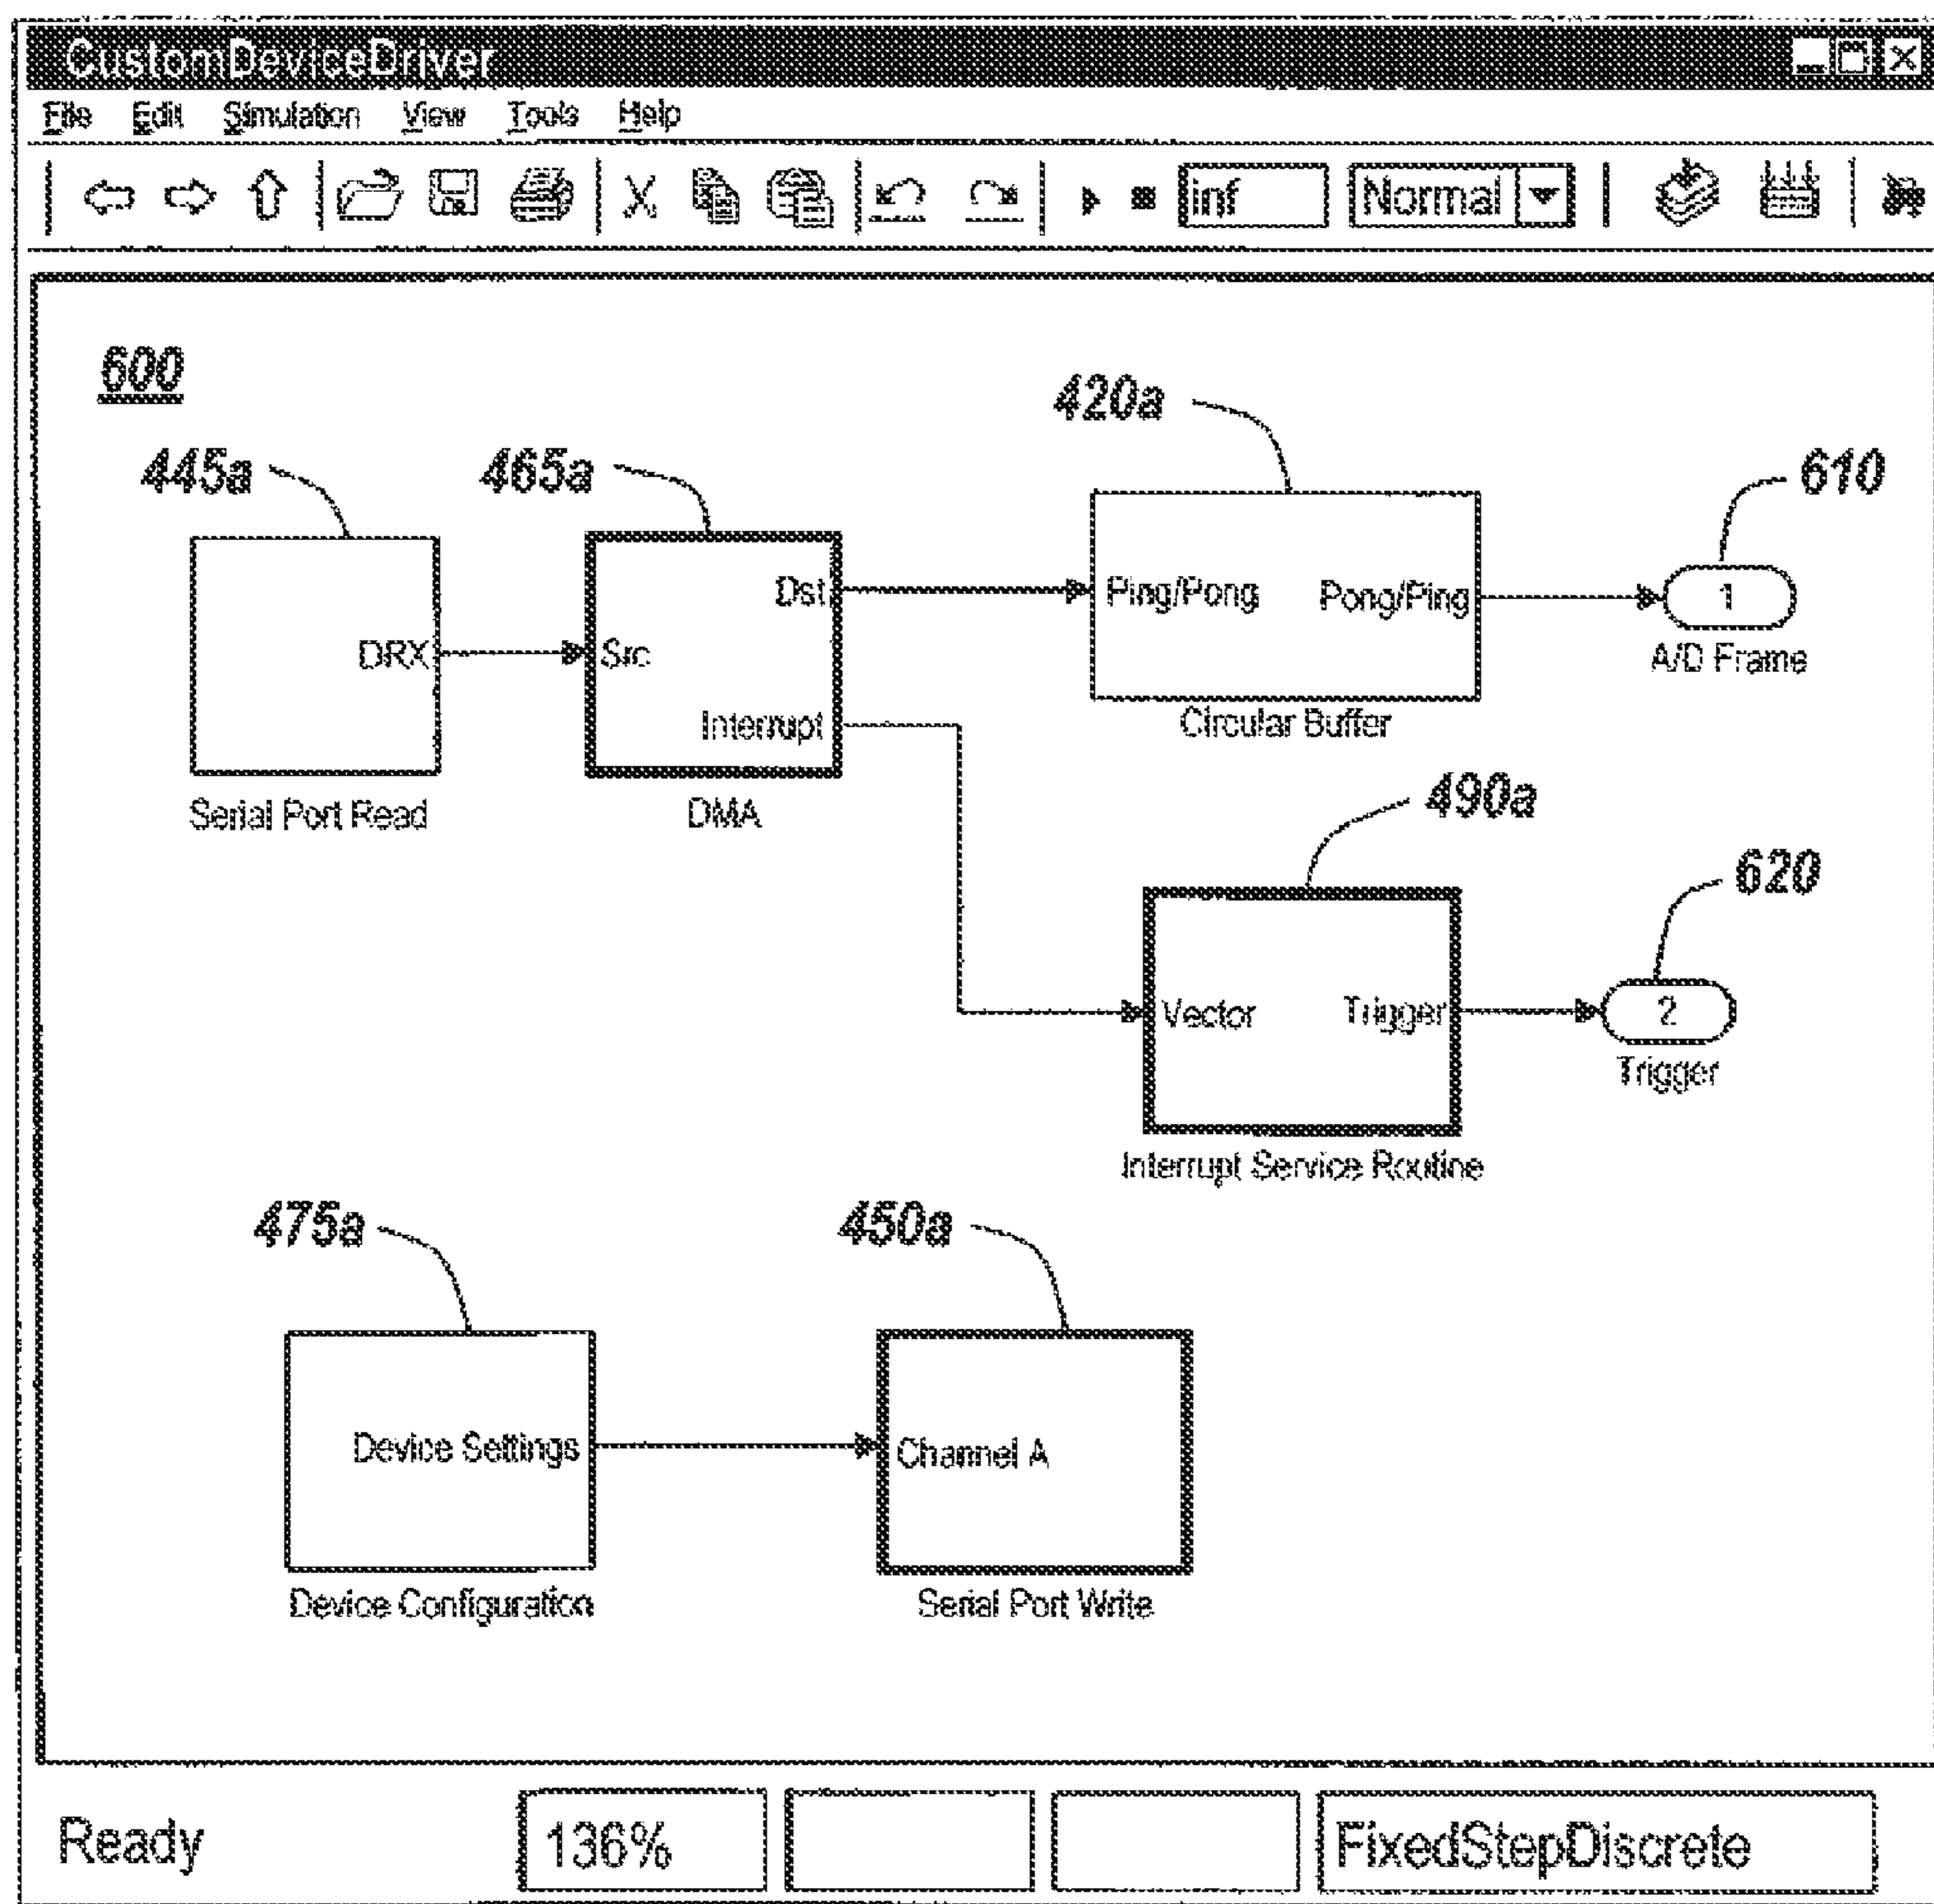 CustomDeviceDriver
File Edit Simulation View Tools Help
inf Normal
600
420a
610
445a 465a
Dst Ping/Pong Pong/Ping 1
DRX Src A/D Frame
Interrupt Circular Buffer
Serial Port Read DMA 490a
620
Vector Trigger 2
Trigger
Interrupt Service Routine
475a 450a
Device Settings Channel A
Device Configuration Serial Port Write
Ready 136% FixedStepDiscrete